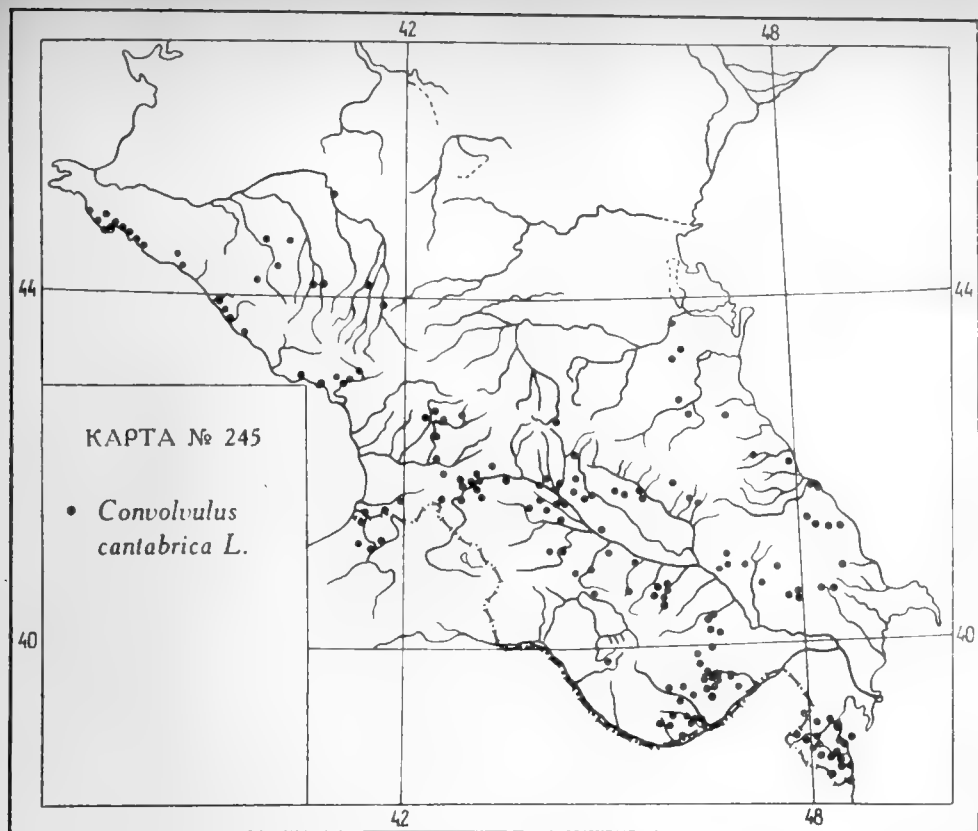 42 48
44 44
КАРТА № 245
Convolvulus
cantabrica L.
40 40
42 48